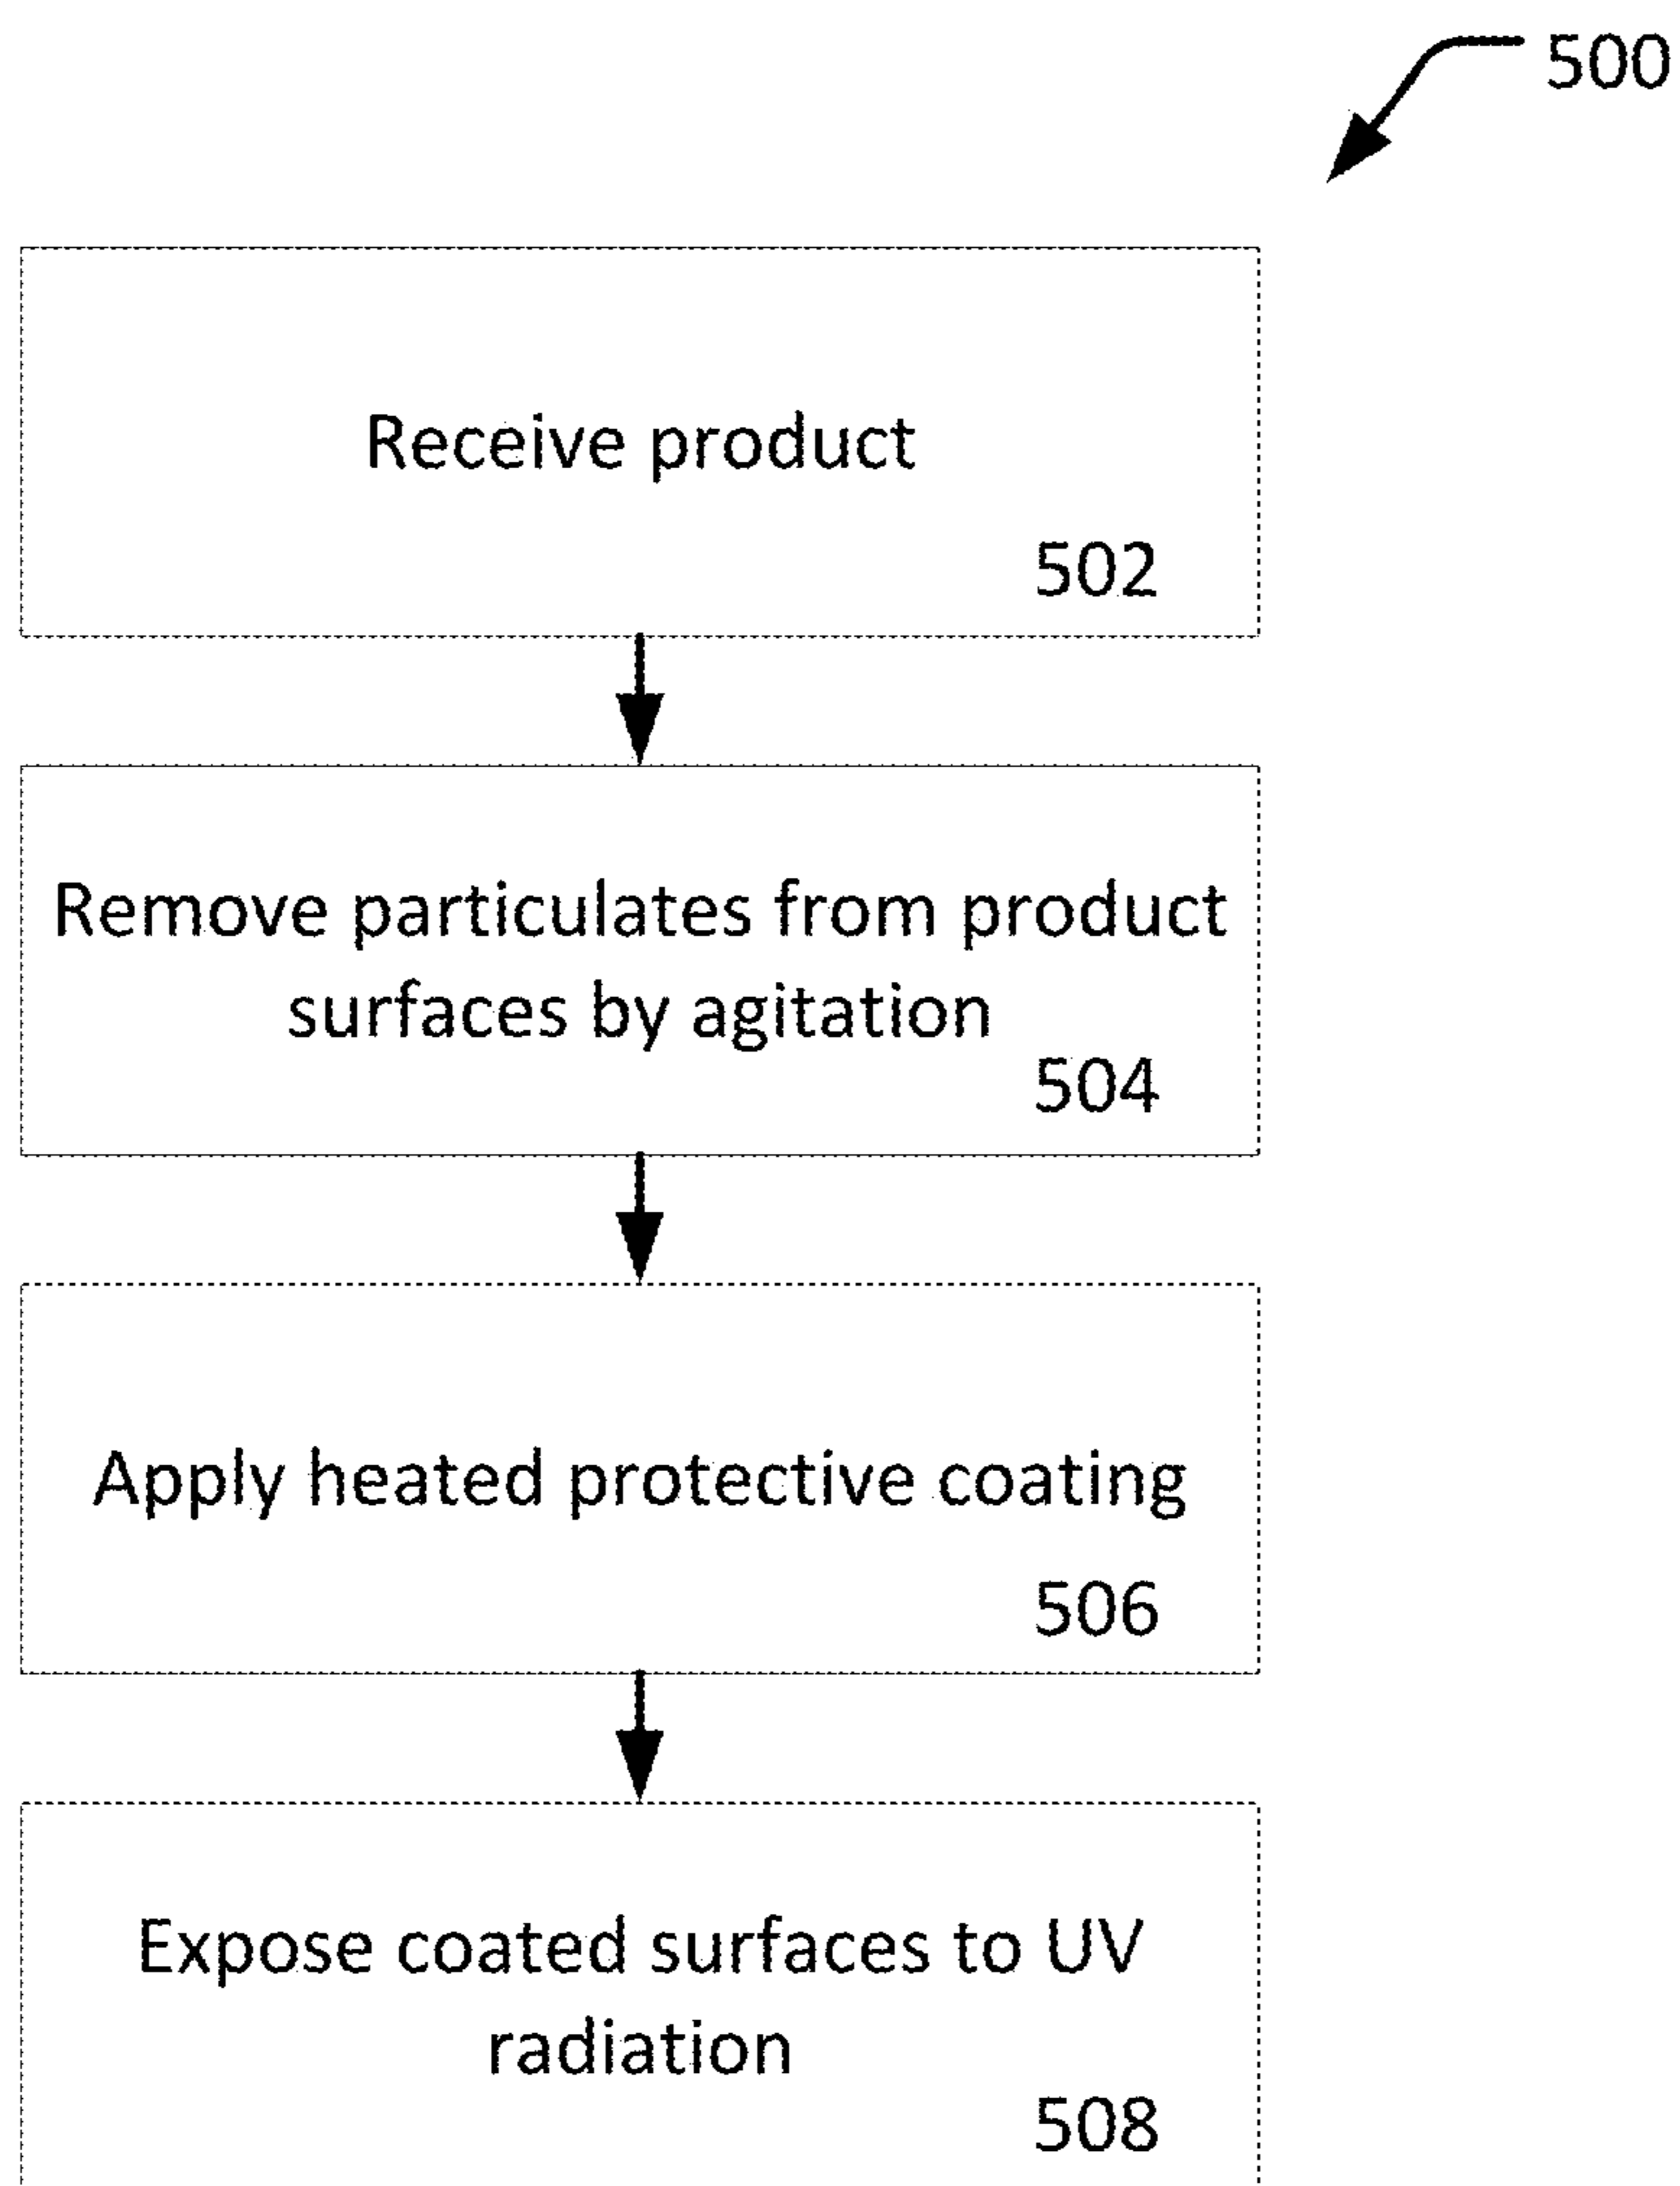 500
Receive product
502
Remove particulates from product
surfaces by agitation
504
Apply heated protective coating
506
Expose coated surfaces to UV
radiation
508